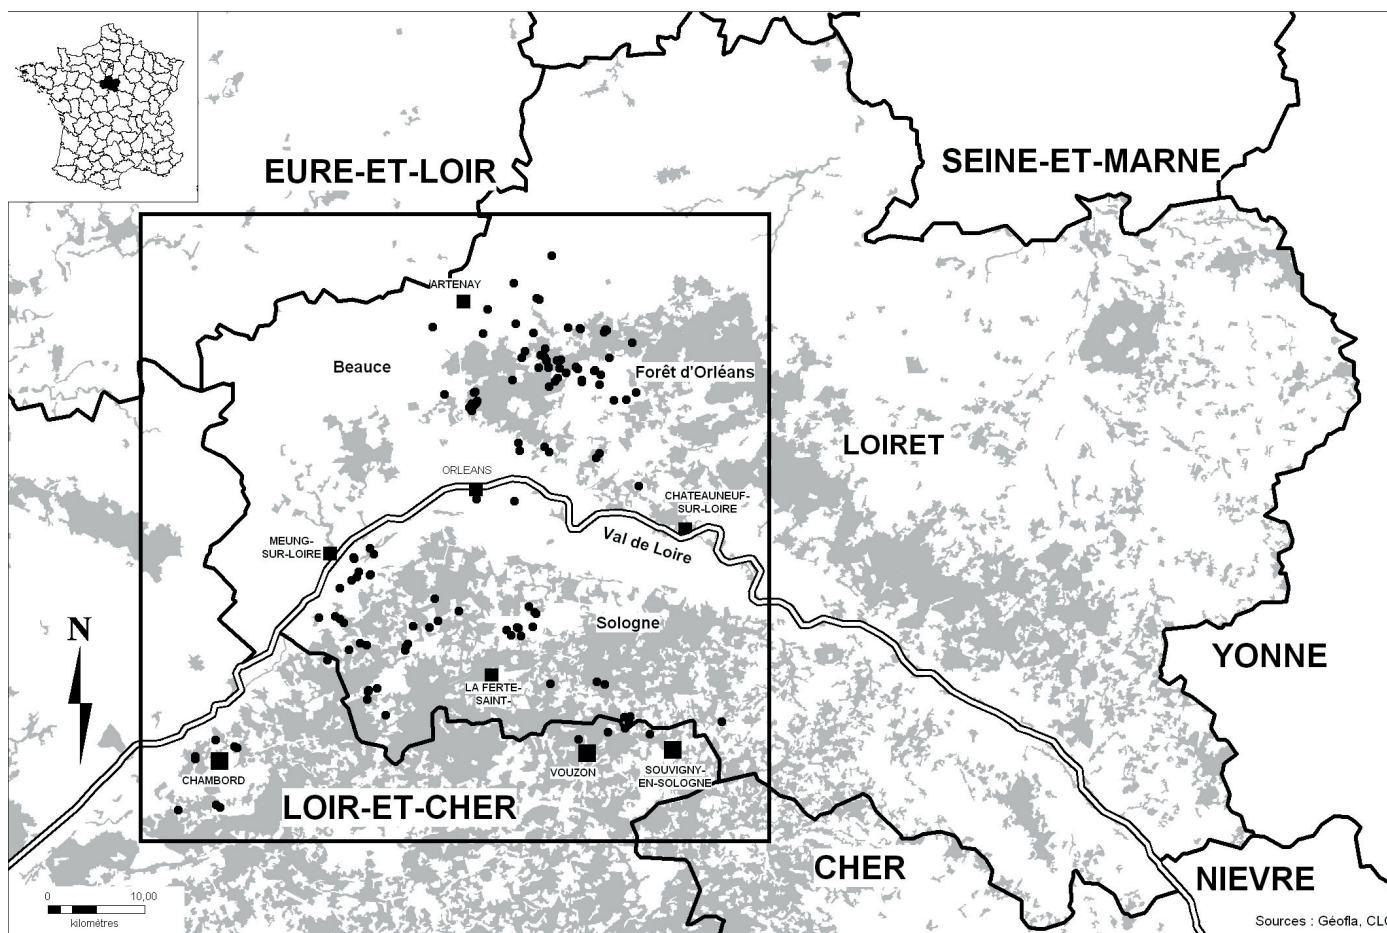 EURE-ET-LOIR
SEINE-ET-MARNE
ARTENAY
Beauce
Forêt d'Orléans
LOIRET
ORLEANS
CHATEAUNEUF-
SUR-LOIRE
MEUNG-
SUR-LOIRE
Val de Loire
N
Sologne
YONNE
LA FERTE-
SAINT-
CHAMBORD
VOUZON
SOUVIGNY-
EN-SOLOGNE
LOIR-ET-CHER
CHER
NIEVRE
0 10,00
kilomètres
Sources : Géofla, CLC